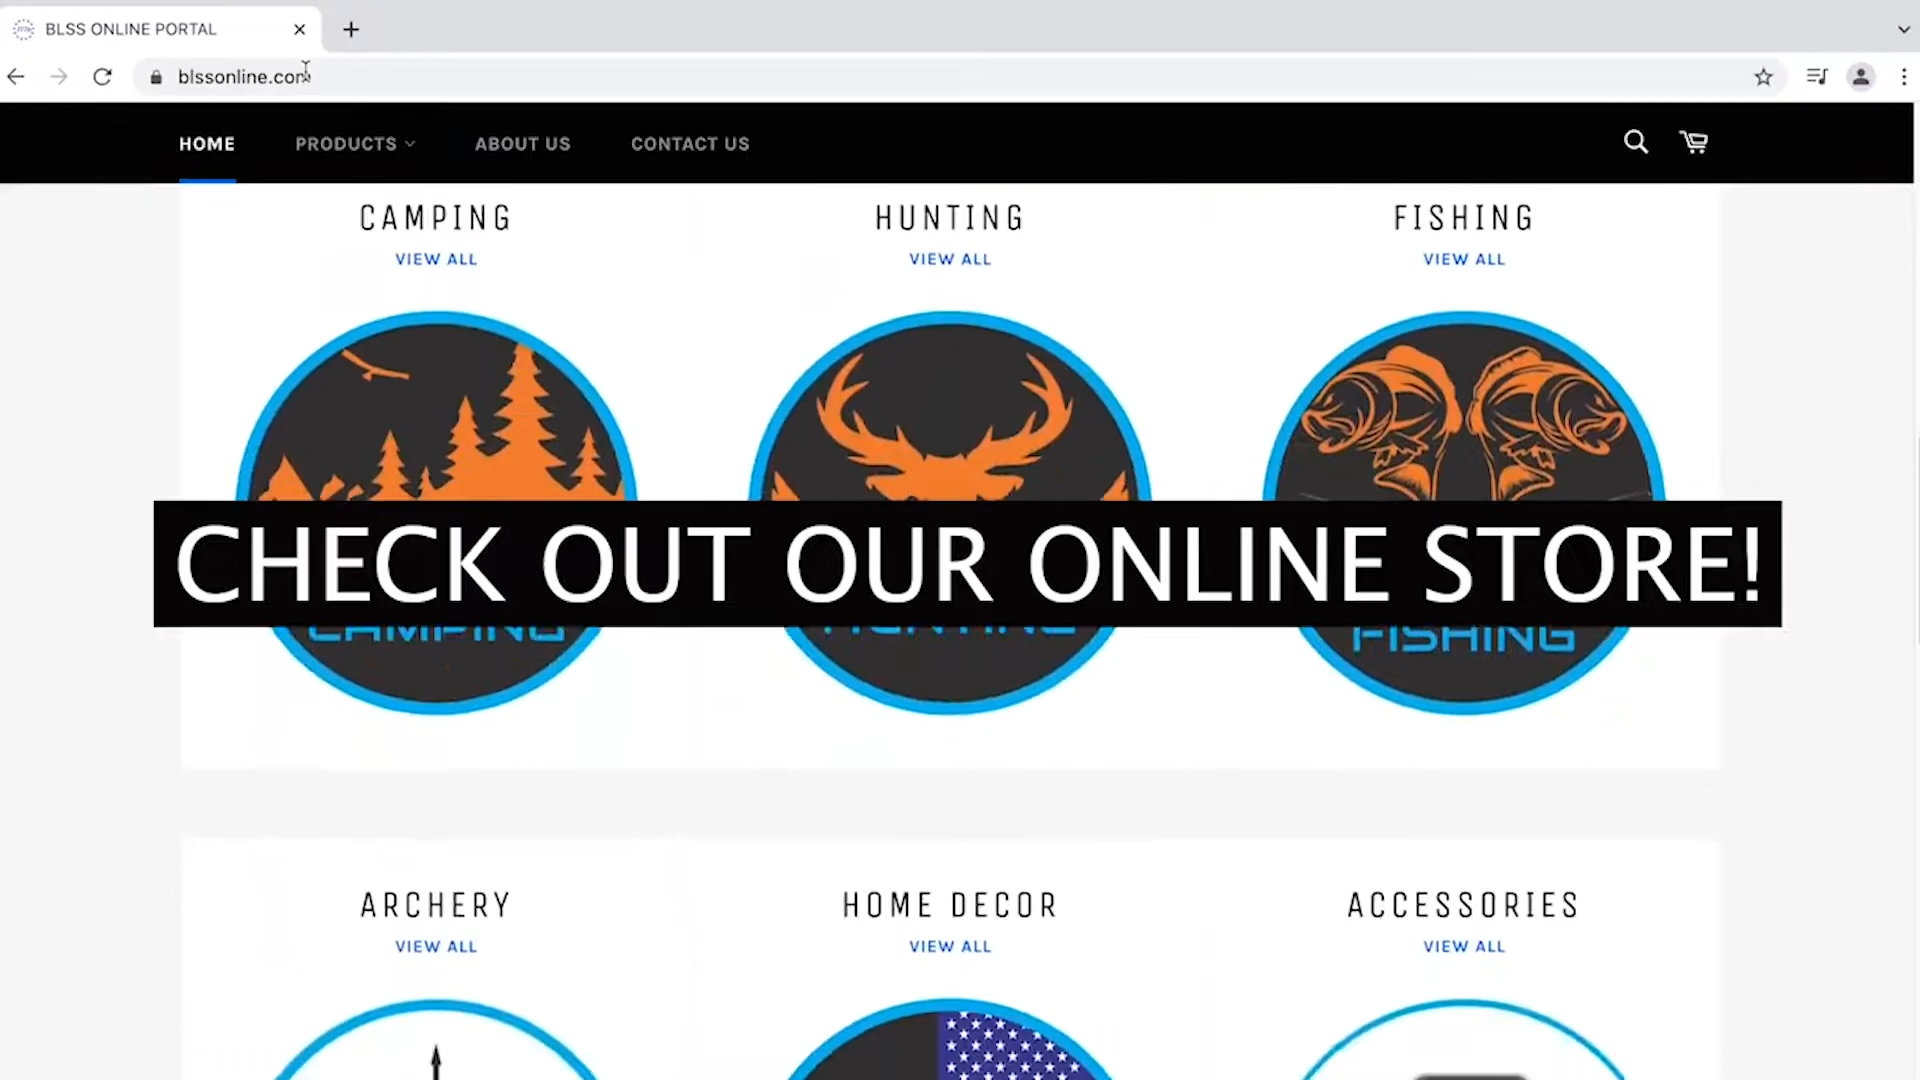 BLSS ONLINE PORTAL
blssonline.com
HOME PRODUCTS ABOUT US CONTACT US
CAMPING HUNTING FISHING
VIEW ALL VIEW ALL VIEW ALL
CHECK OUT OUR ONLINE STORE!
CAMPING HUNTING FISHING
ARCHERY HOME DECOR ACCESSORIES
VIEW ALL VIEW ALL VIEW ALL